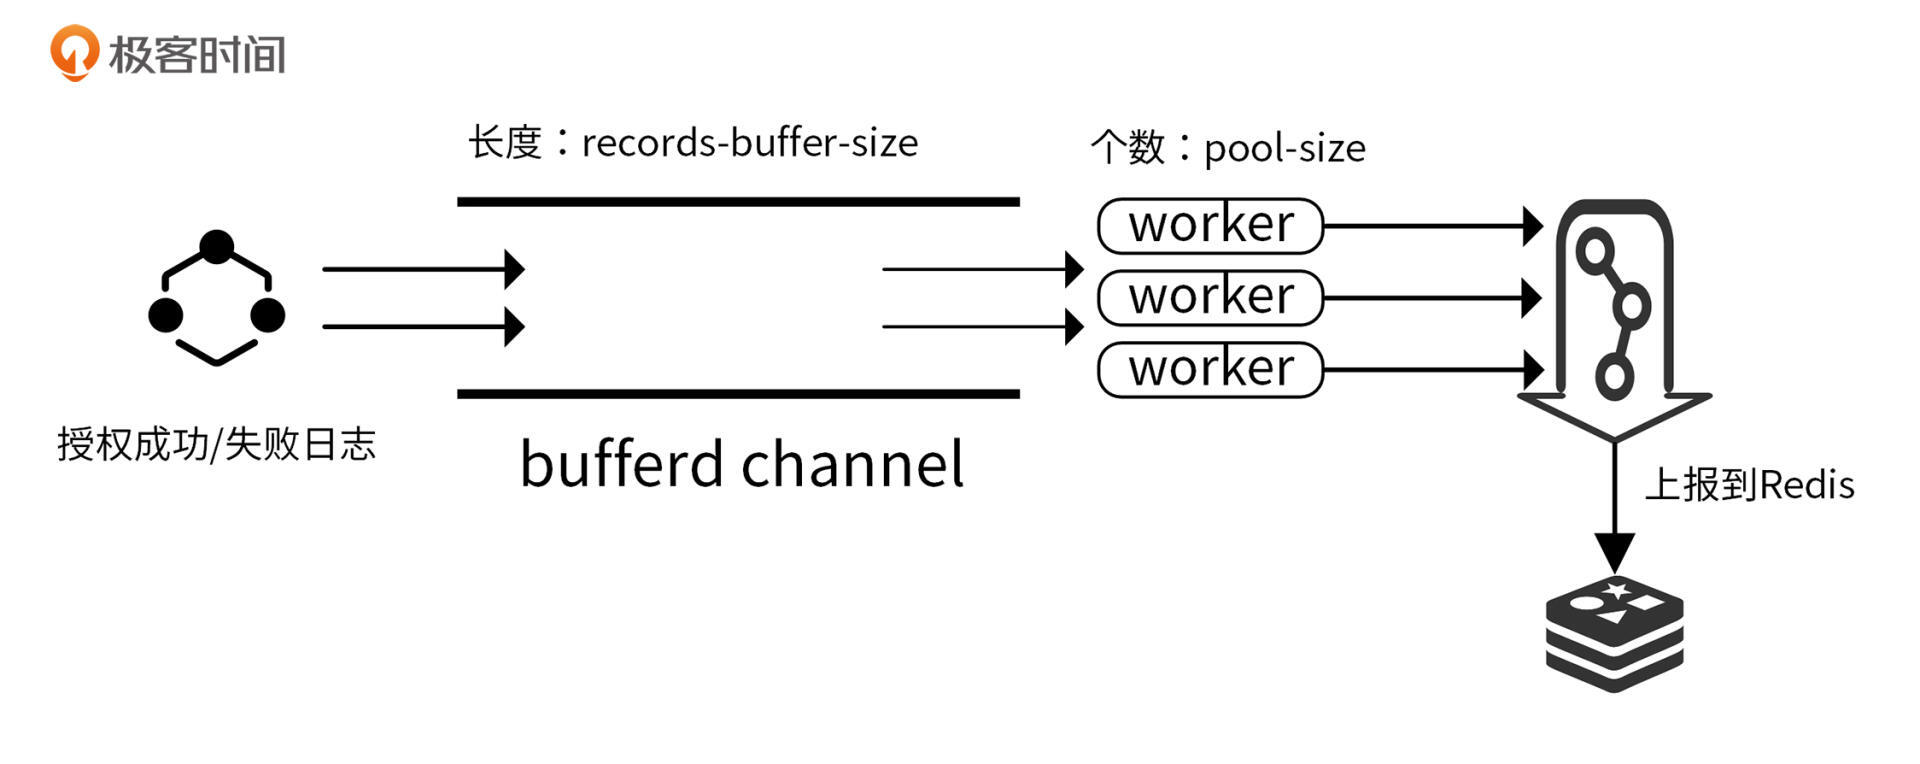 极客时间
长度：records-buffer-size
个数：pool-size
worker
worker
worker
授权成功/失败日志
bufferd channel
上报到Redis